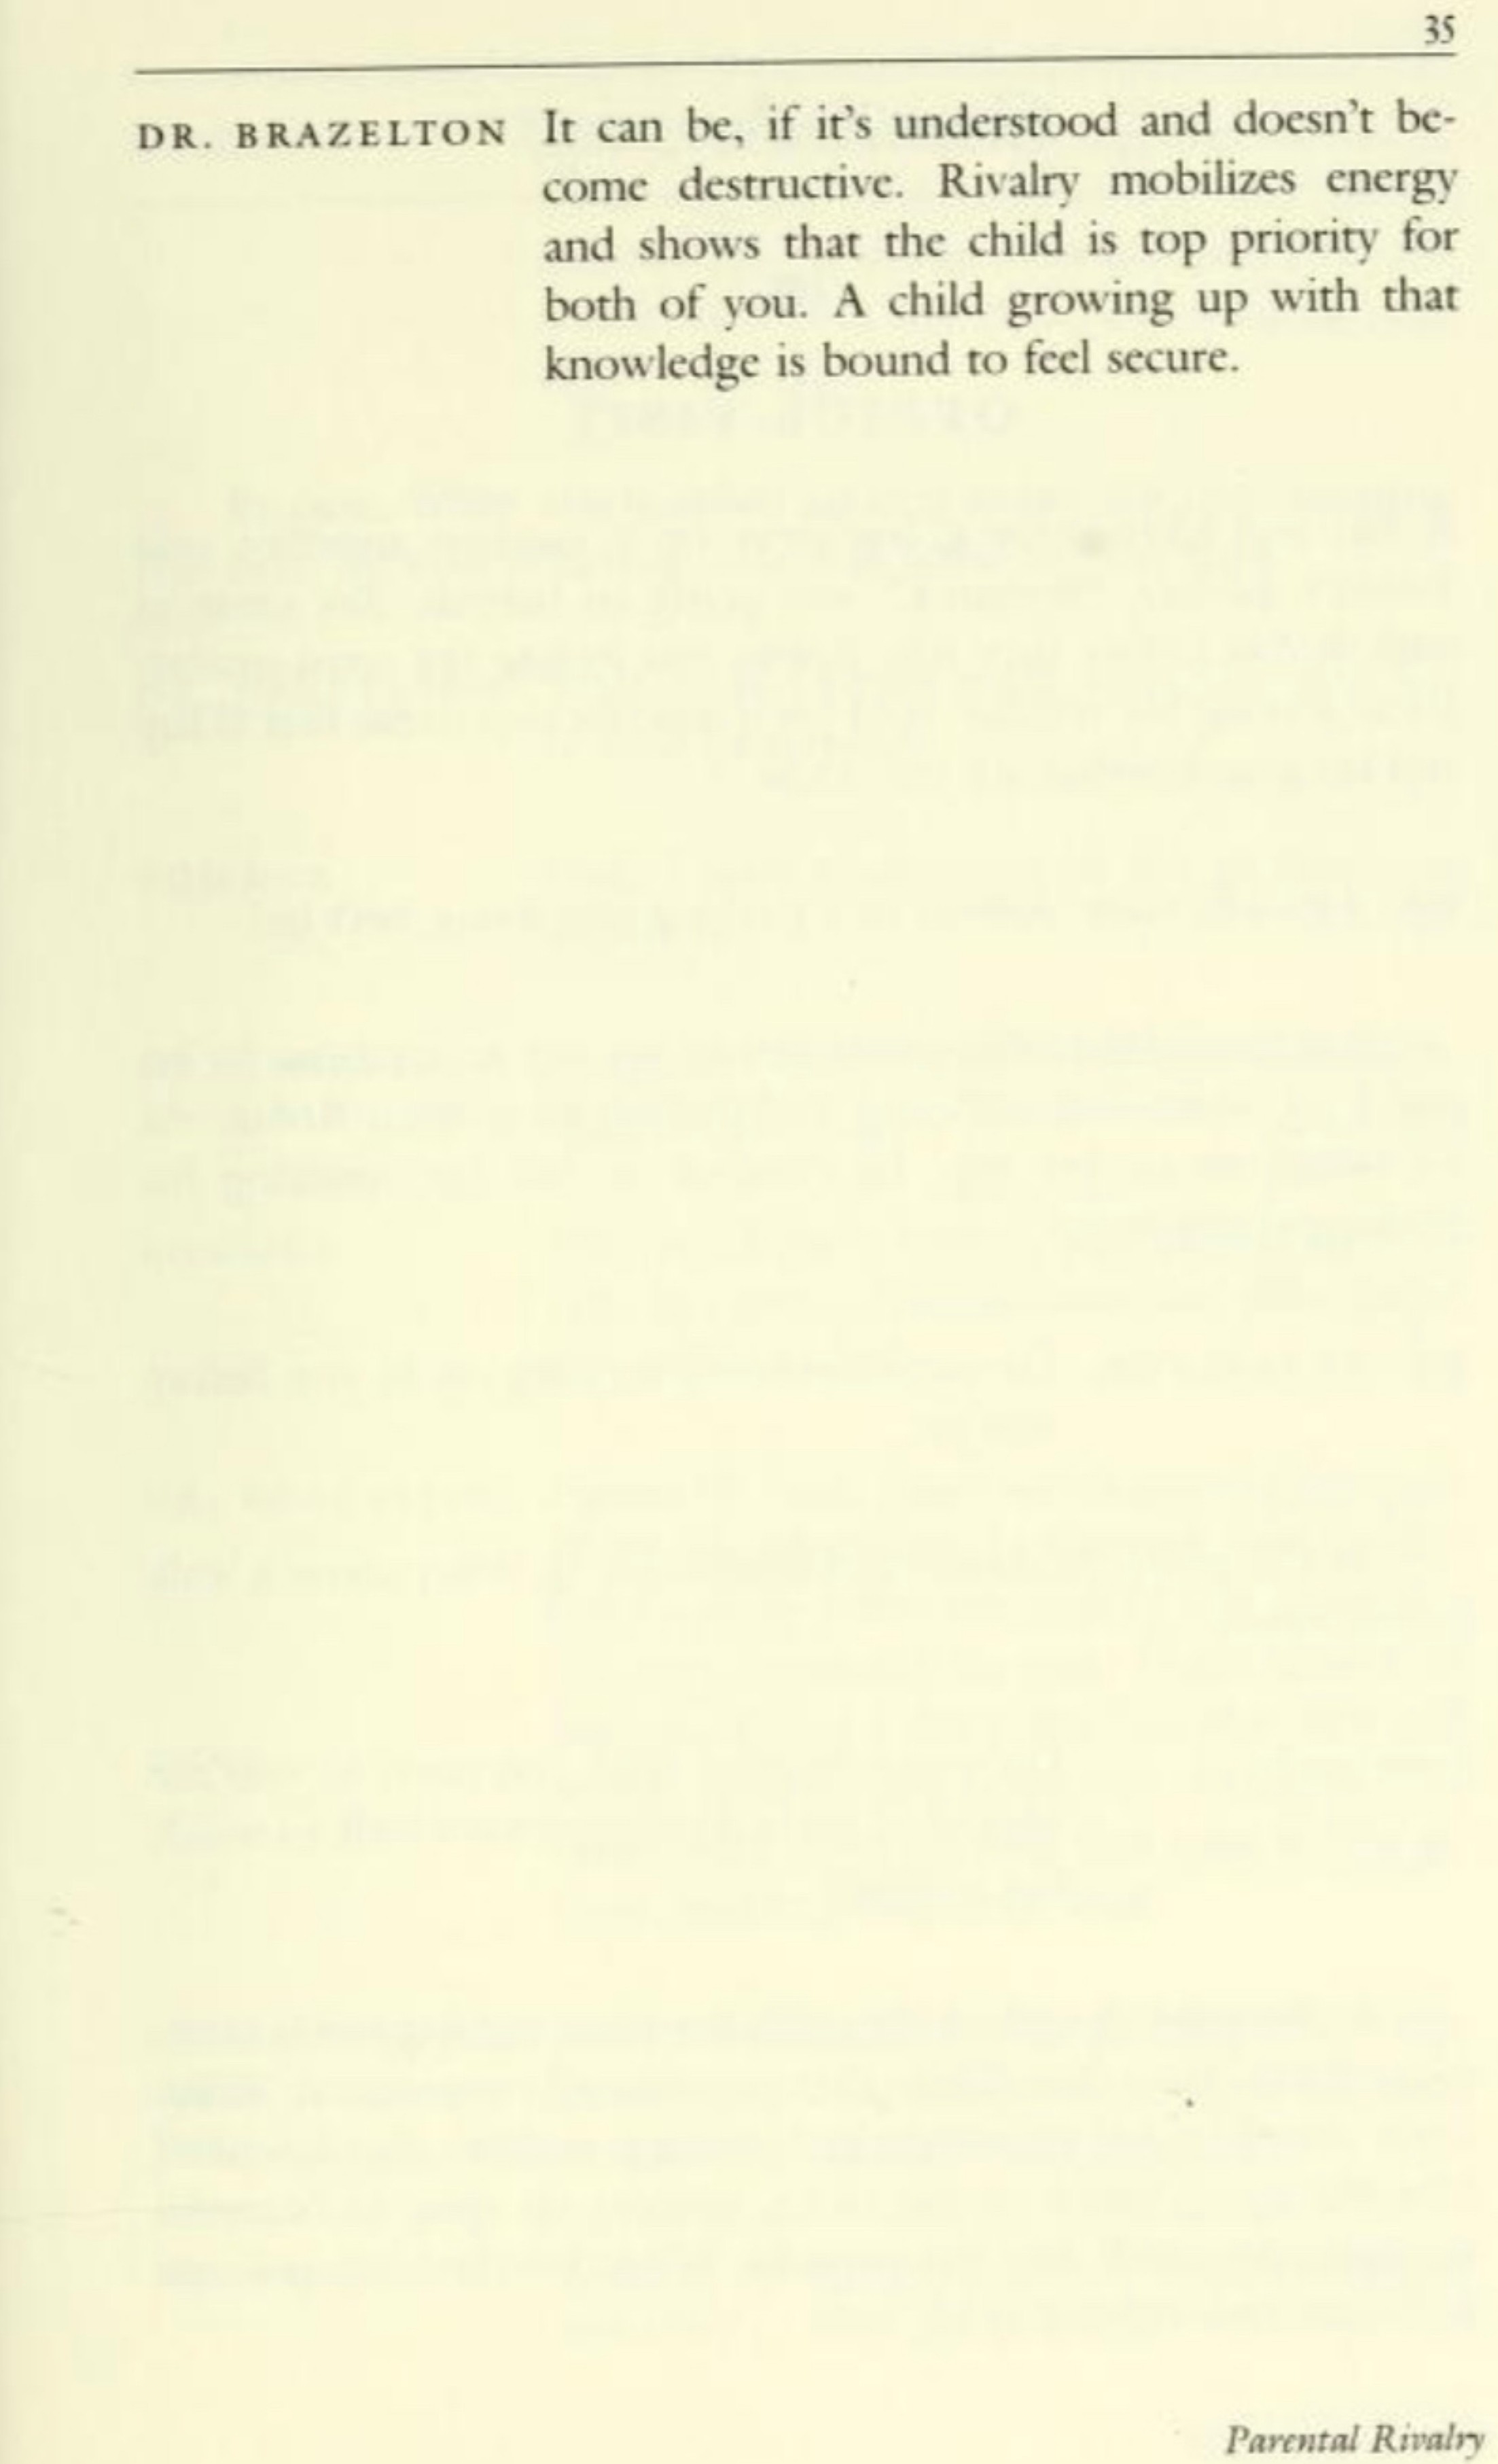 35
DR. BRAZELTON It can be, if it's understood and doesn't be-
come destructive. Rivalry mobilizes energy
and shows that the child is top priority for
both of you. A child growing up with that
knowledge is bound to feel secure.
Parental Rivalry